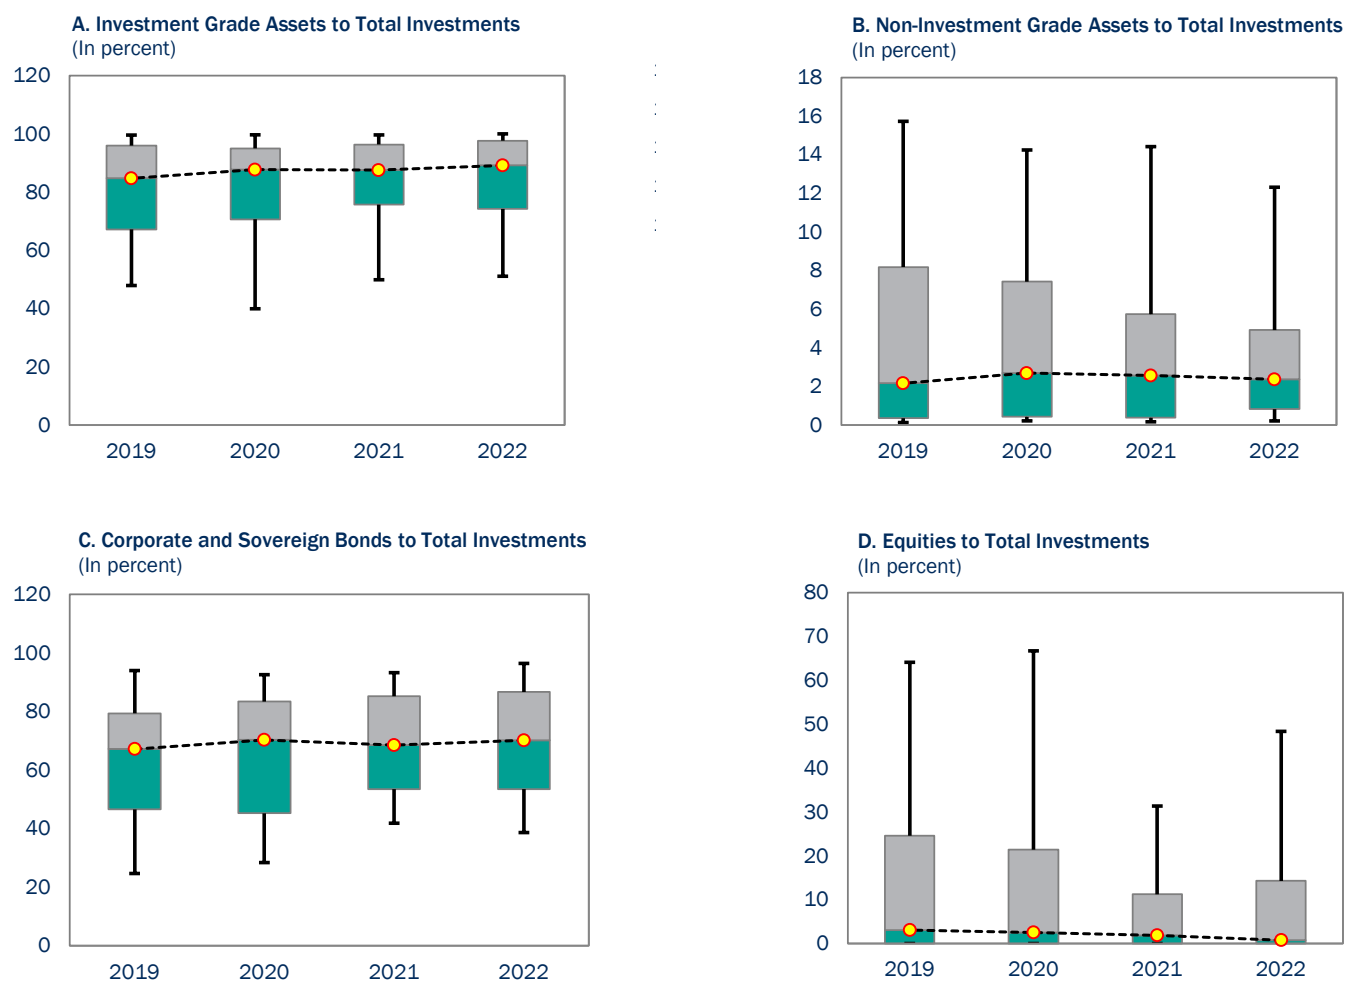 A. Investment Grade Assets to Total Investments
(In percent)
120
100
80
60
40
20
0
2019 2020 2021 2022
B. Non-Investment Grade Assets to Total Investments
(In percent)
18
16
14
12
10
8
6
4
2
0
2019 2020 2021 2022
C. Corporate and Sovereign Bonds to Total Investments
(In percent)
120
100
80
60
40
20
0
2019 2020 2021 2022
D. Equities to Total Investments
(In percent)
80
70
60
50
40
30
20
10
0
2019 2020 2021 2022